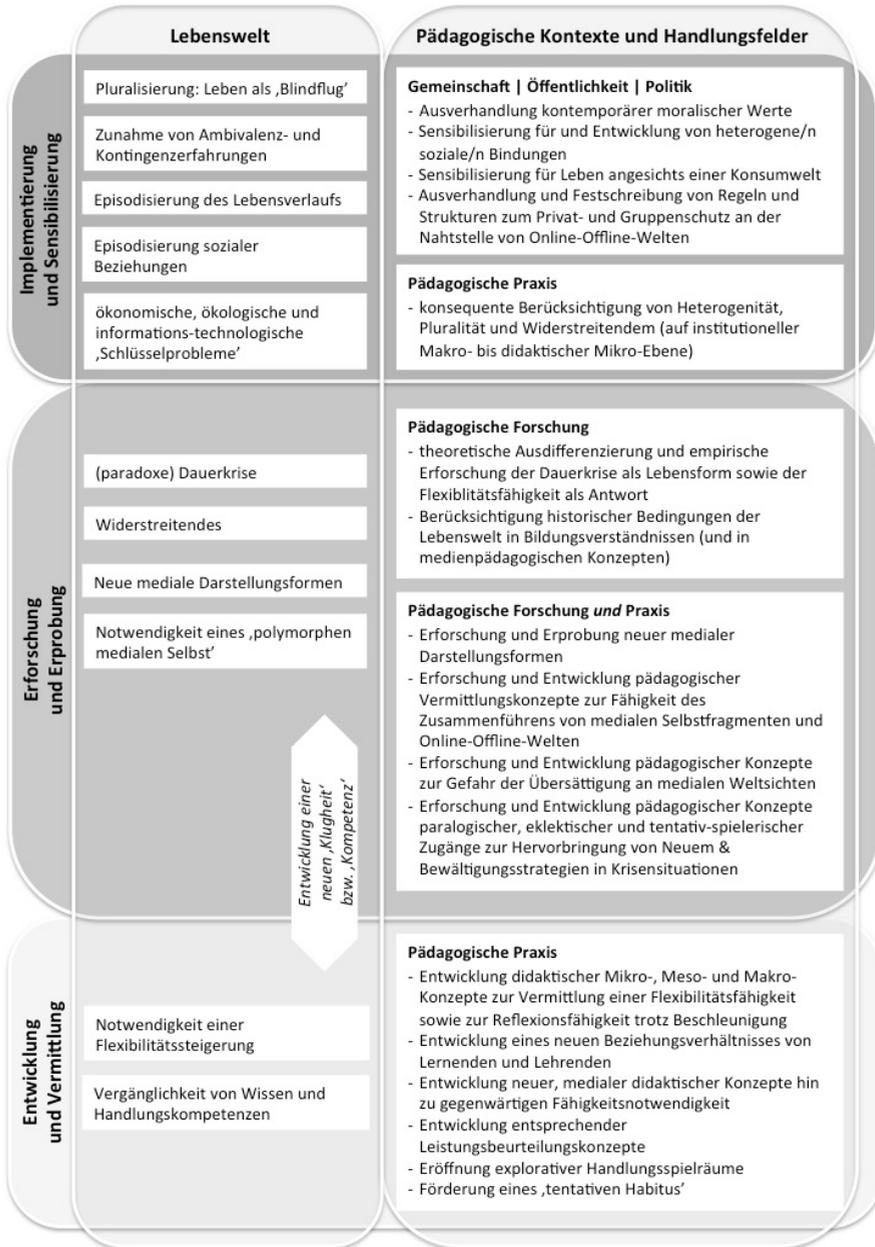 Lebenswelt
Pädagogische Kontexte und Handlungsfelder
Implementierung
und Sensibilisierung
Pluralisierung: Leben als ‚Blindflug’
Zunahme von Ambivalenz- und
Kontingenzerfahrungen
Episodisierung des Lebensverlaufs
Episodisierung sozialer
Beziehungen
ökonomische, ökologische und
informations-technologische
‚Schlüsselprobleme’
Gemeinschaft | Öffentlichkeit | Politik
- Ausverhandlung kontemporärer moralischer Werte
- Sensibilisierung für und Entwicklung von heterogene/n
soziale/n Bindungen
- Sensibilisierung für Leben angesichts einer Konsumwelt
- Ausverhandlung und Festschreibung von Regeln und
Strukturen zum Privat- und Gruppenschutz an der
Nahtstelle von Online-Offline-Welten
Pädagogische Praxis
- konsequente Berücksichtigung von Heterogenität,
Pluralität und Widerstreitendem (auf institutioneller
Makro- bis didaktischer Mikro-Ebene)
Erforschung
und Erprobung
(paradoxe) Dauerkrise
Widerstreitendes
Neue mediale Darstellungsformen
Notwendigkeit eines ‚polymorphen
medialen Selbst’
Entwicklung einer
neuen ‚Klugheit‘
bzw. ‚Kompetenz‘
Pädagogische Forschung
- theoretische Ausdifferenzierung und empirische
Erforschung der Dauerkrise als Lebensform sowie der
Flexiblitätsfähigkeit als Antwort
- Berücksichtigung historischer Bedingungen der
Lebenswelt in Bildungsverständnissen (und in
medienpädagogischen Konzepten)
Pädagogische Forschung und Praxis
- Erforschung und Erprobung neuer medialer
Darstellungsformen
- Erforschung und Entwicklung pädagogischer
Vermittlungskonzepte zur Fähigkeit des
Zusammenführens von medialen Selbstfragmenten und
Online-Offline-Welten
- Erforschung und Entwicklung pädagogischer Konzepte
zur Gefahr der Übersättigung an medialen Weltsichten
- Erforschung und Entwicklung pädagogischer Konzepte
paralogischer, eklektischer und tentativ-spielerischer
Zugänge zur Hervorbringung von Neuem &
Bewältigungsstrategien in Krisensituationen
Entwicklung
und Vermittlung
Notwendigkeit einer
Flexibilitätssteigerung
Vergänglichkeit von Wissen und
Handlungskompetenzen
Pädagogische Praxis
- Entwicklung didaktischer Mikro-, Meso- und Makro-
Konzepte zur Vermittlung einer Flexibilitätsfähigkeit
sowie zur Reflexionsfähigkeit trotz Beschleunigung
- Entwicklung eines neuen Beziehungsverhältnisses von
Lernenden und Lehrenden
- Entwicklung neuer, medialer didaktischer Konzepte hin
zu gegenwärtigen Fähigkeitsnotwendigkeit
- Entwicklung entsprechender
Leistungsbeurteilungskonzepte
- Eröffnung explorativer Handlungsspielräume
- Förderung eines ‚tentativen Habitus’